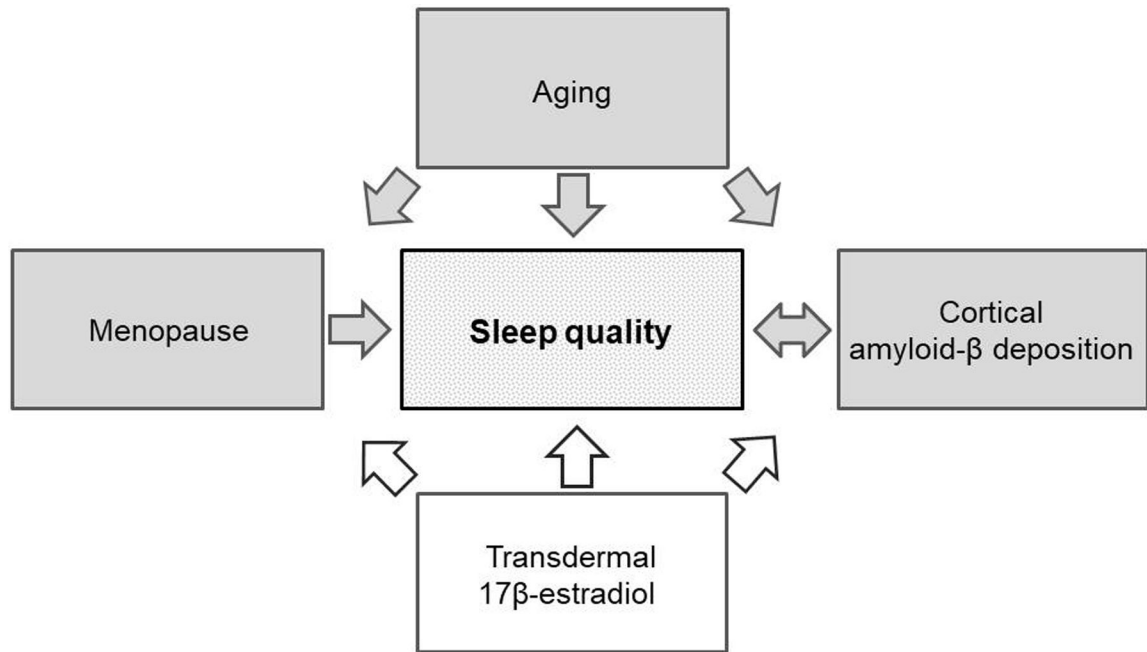 Aging
Menopause
Sleep quality
Cortical
amyloid-β deposition
Transdermal
17β-estradiol